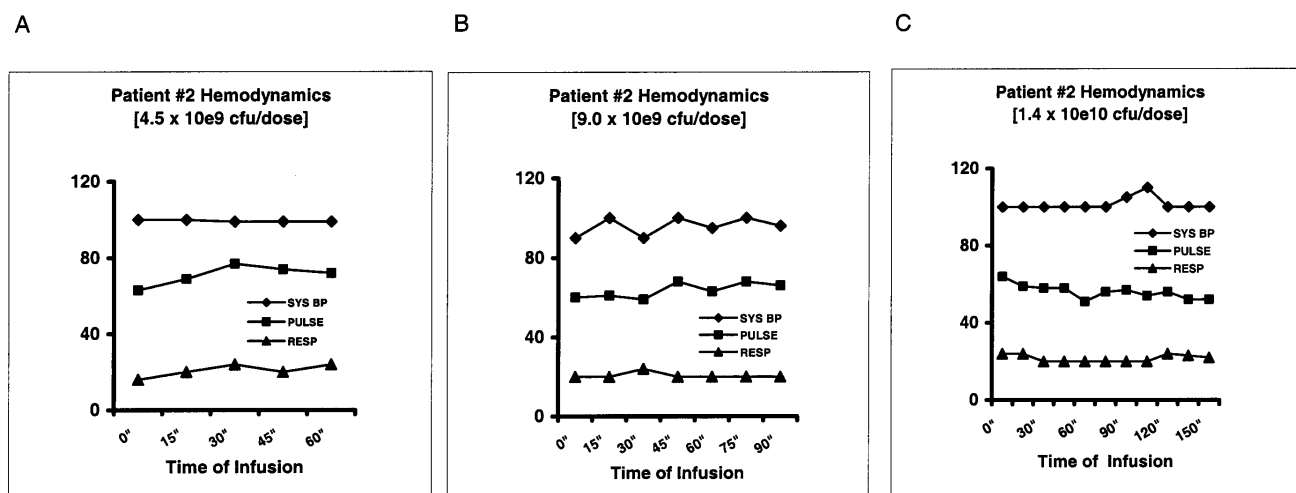 A
Patient #2 Hemodynamics
[4.5 x 10e9 cfu/dose]
120
80
40
0
SYS BP
PULSE
RESP
0" 15" 30" 45" 60"
Time of Infusion
B
Patient #2 Hemodynamics
[9.0 x 10e9 cfu/dose]
120
80
40
0
SYS BP
PULSE
RESP
0" 15" 30" 45" 60" 75" 90"
Time of Infusion
C
Patient #2 Hemodynamics
[1.4 x 10e10 cfu/dose]
120
80
40
0
SYS BP
PULSE
RESP
0" 30" 60" 90" 120" 150"
Time of Infusion